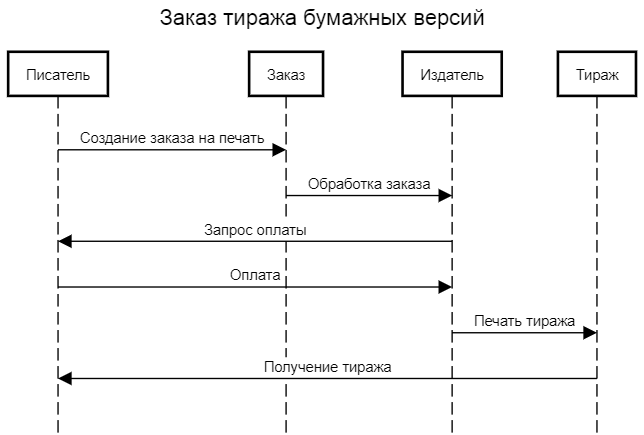 Заказ тиража бумажных версий
Писатель
Заказ
Издатель
Тираж
Создание заказа на печать
Обработка заказа
Запрос оплаты
Оплата
Печать тиража
Получение тиража